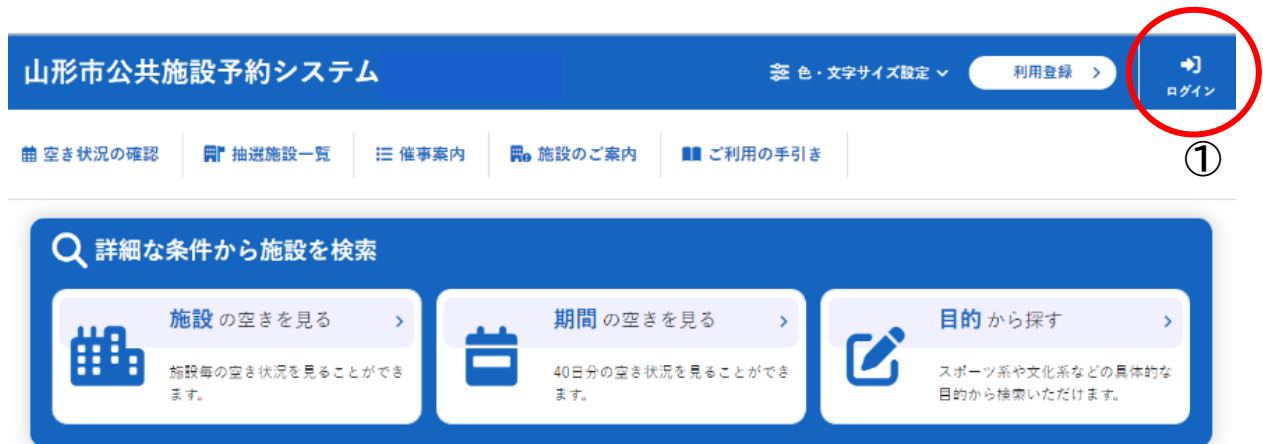 山形市公共施設予約システム
色・文字サイズ設定
利用登録
ログイン
空き状況の確認
抽選施設一覧
催事案内
施設のご案内
ご利用の手引き
①
詳細な条件から施設を検索
施設 の空きを見る
施設毎の空き状況を見ることができ
ます。
期間 の空きを見る
40日分の空き状況を見ることができ
ます。
目的 から探す
スポーツ系や文化系などの具体的な
目的から検索いただけます。